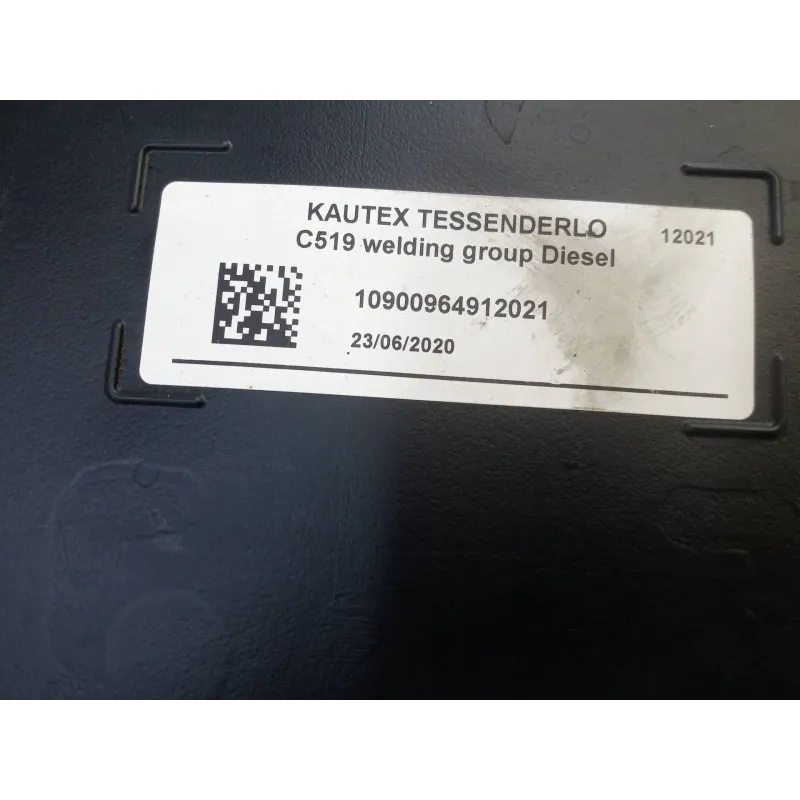 KAUTEX TESSENDERLO
12021
C519 welding group Diesel
10900964912021
23/06/2020